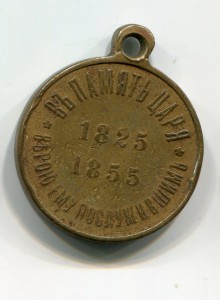 ВЪ ПАМЯТЬ ЦАРЯ
ВѢРОЮ ЕМУ ПОСЛУЖИВШИМЪ
1825
1855